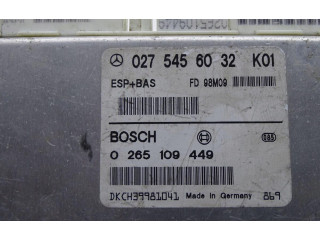 027 545 60 32 K01
ESP+BAS FD 98M09
BOSCH
0 265 109 449
DKCH39981041 Made in Germany 869